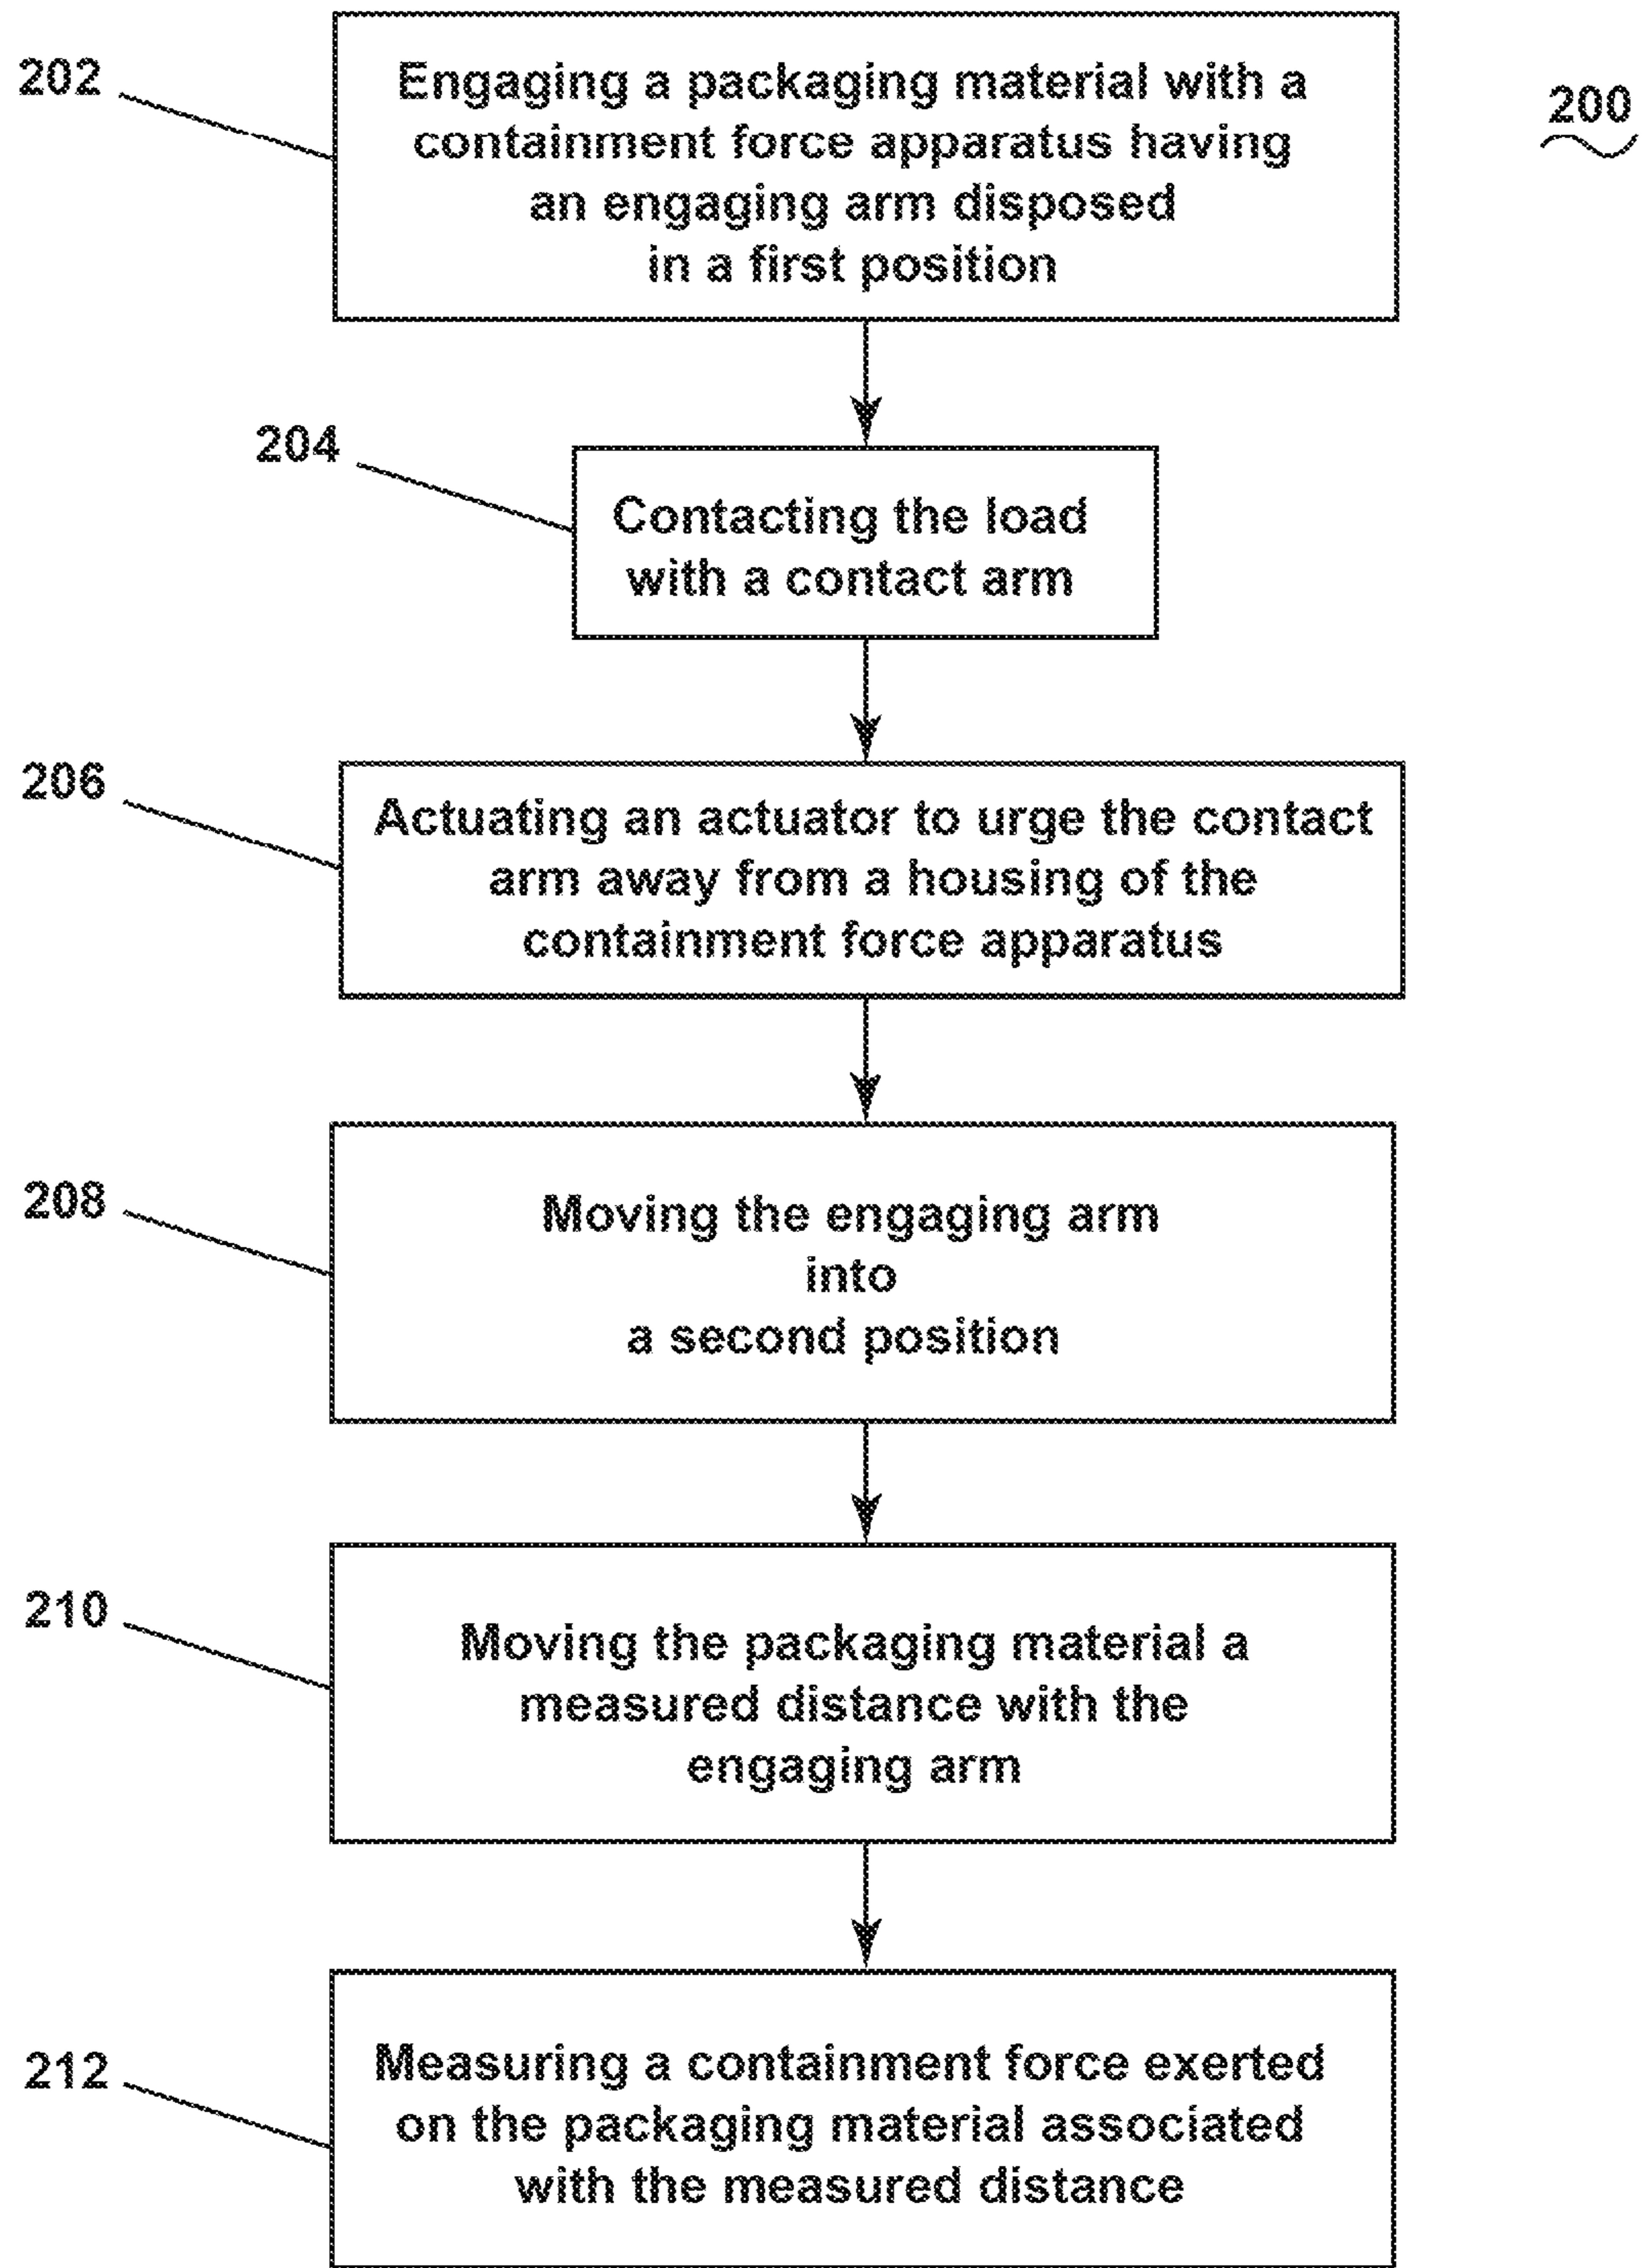 202
Engaging a packaging material with a
containment force apparatus having
an engaging arm disposed
in a first position
200
204
Contacting the load
with a contact arm
206
Actuating an actuator to urge the contact
arm away from a housing of the
containment force apparatus
208
Moving the engaging arm
into
a second position
210
Moving the packaging material a
measured distance with the
engaging arm
212
Measuring a containment force exerted
on the packaging material associated
with the measured distance